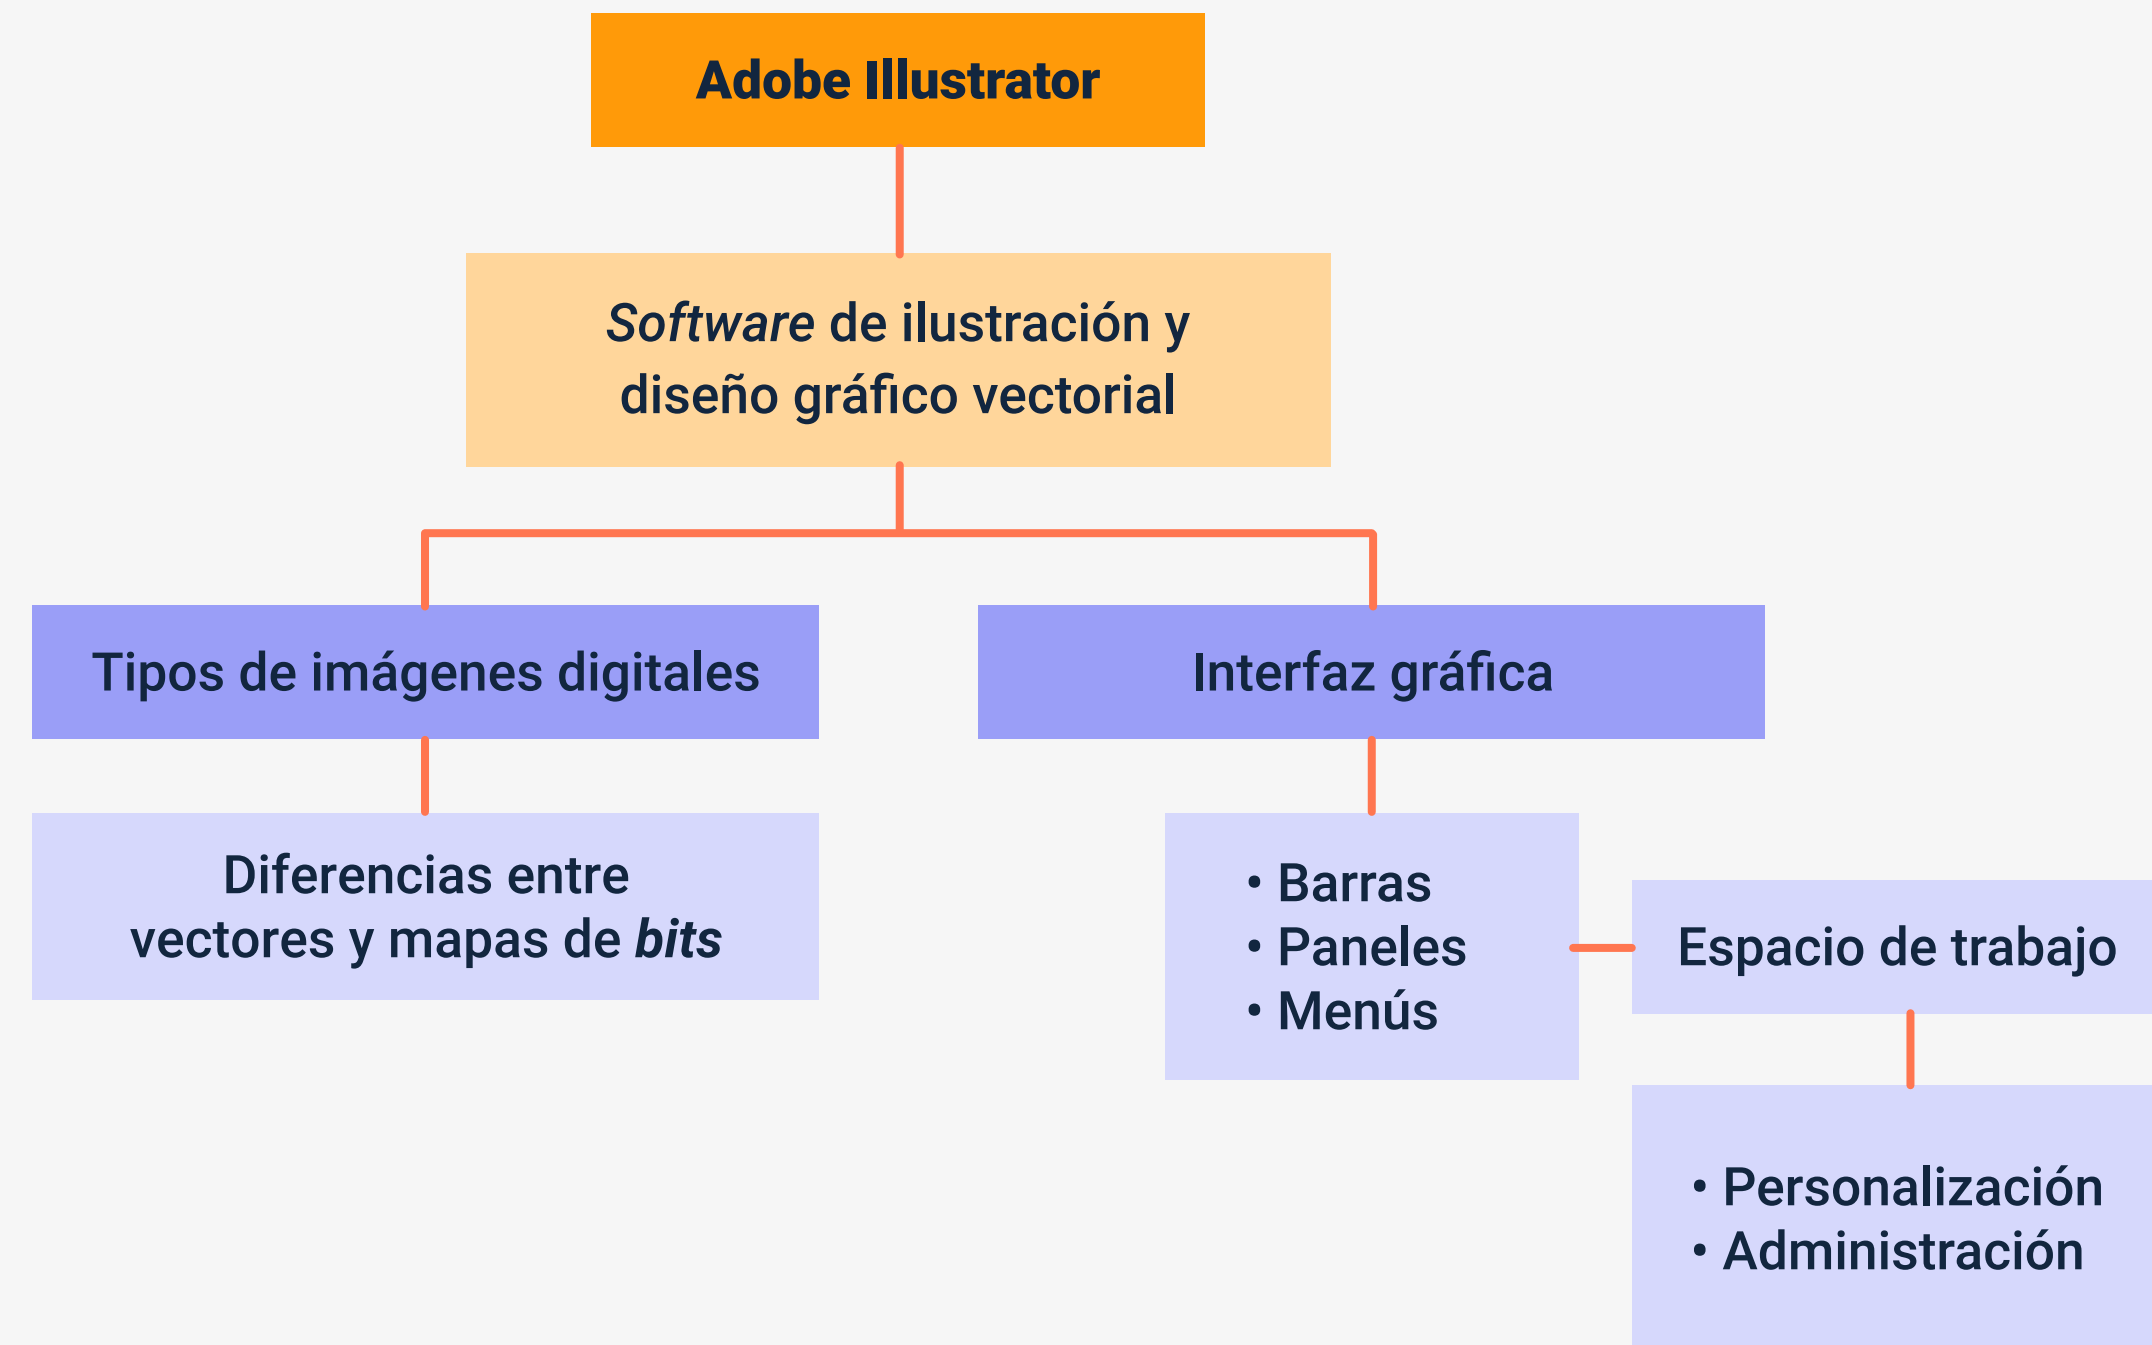 Adobe Illustrator
Software de ilustración y
diseño gráfico vectorial
Tipos de imágenes digitales
Interfaz gráfica
Diferencias entre
vectores y mapas de bits
• Barras
• Paneles
• Menús
Espacio de trabajo
• Personalización
• Administración